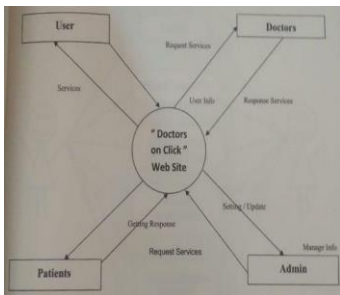 User
Doctors
Request Services
Services
User Info
Response Services
" Doctors
on Click "
Web Site
Setting / Update
Getting Response
Request Services
Manage Info
Patients
Admin